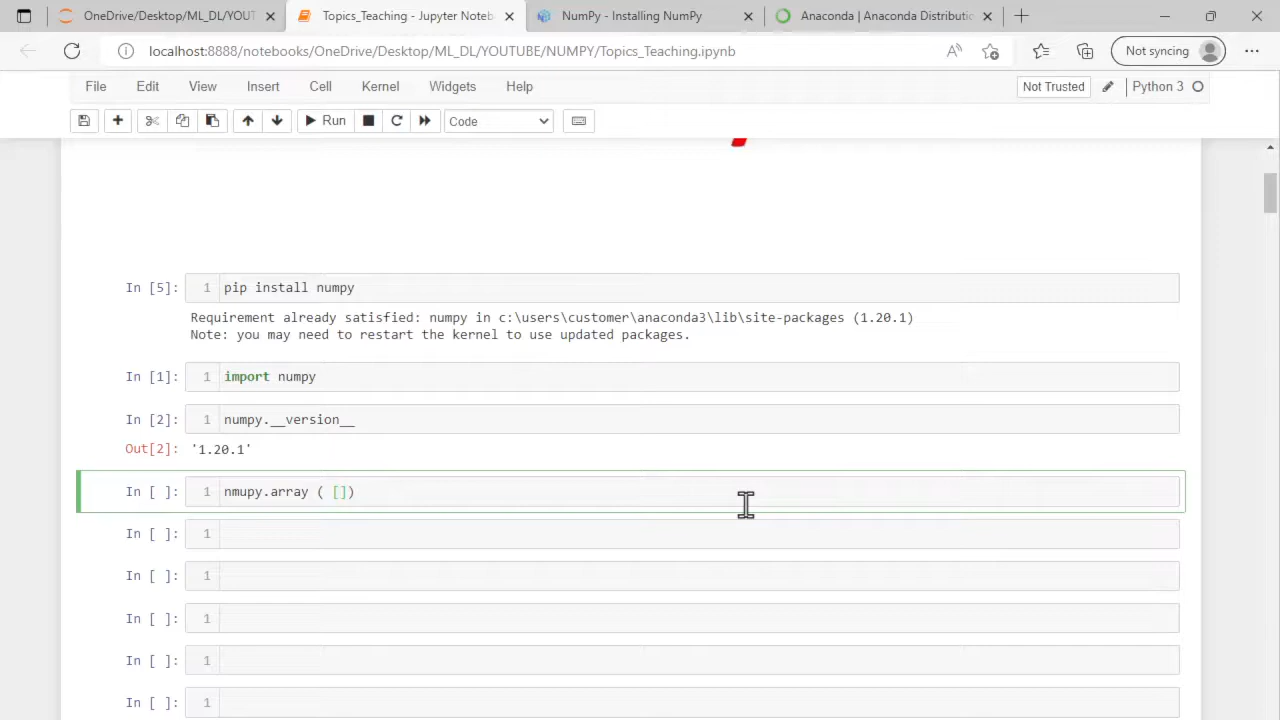 OneDrive/Desktop/ML_DL/YOUT
Topics_Teaching - Jupyter Noteb
NumPy - Installing NumPy
Anaconda | Anaconda Distributio
localhost:8888/notebooks/OneDrive/Desktop/ML_DL/YOUTUBE/NUMPY/Topics_Teaching.ipynb
Not syncing
File Edit View Insert Cell Kernel Widgets Help
Not Trusted
Python 3
Run
Code
In [5]: 1 pip install numpy
Requirement already satisfied: numpy in c:\users\customer\anaconda3\lib\site-packages (1.20.1)
Note: you may need to restart the kernel to use updated packages.
In [1]: 1 import numpy
In [2]: 1 numpy.__version__
Out[2]: '1.20.1'
In [ ]: 1 nmupy.array ( [])
In [ ]: 1
In [ ]: 1
In [ ]: 1
In [ ]: 1
In [ ]: 1